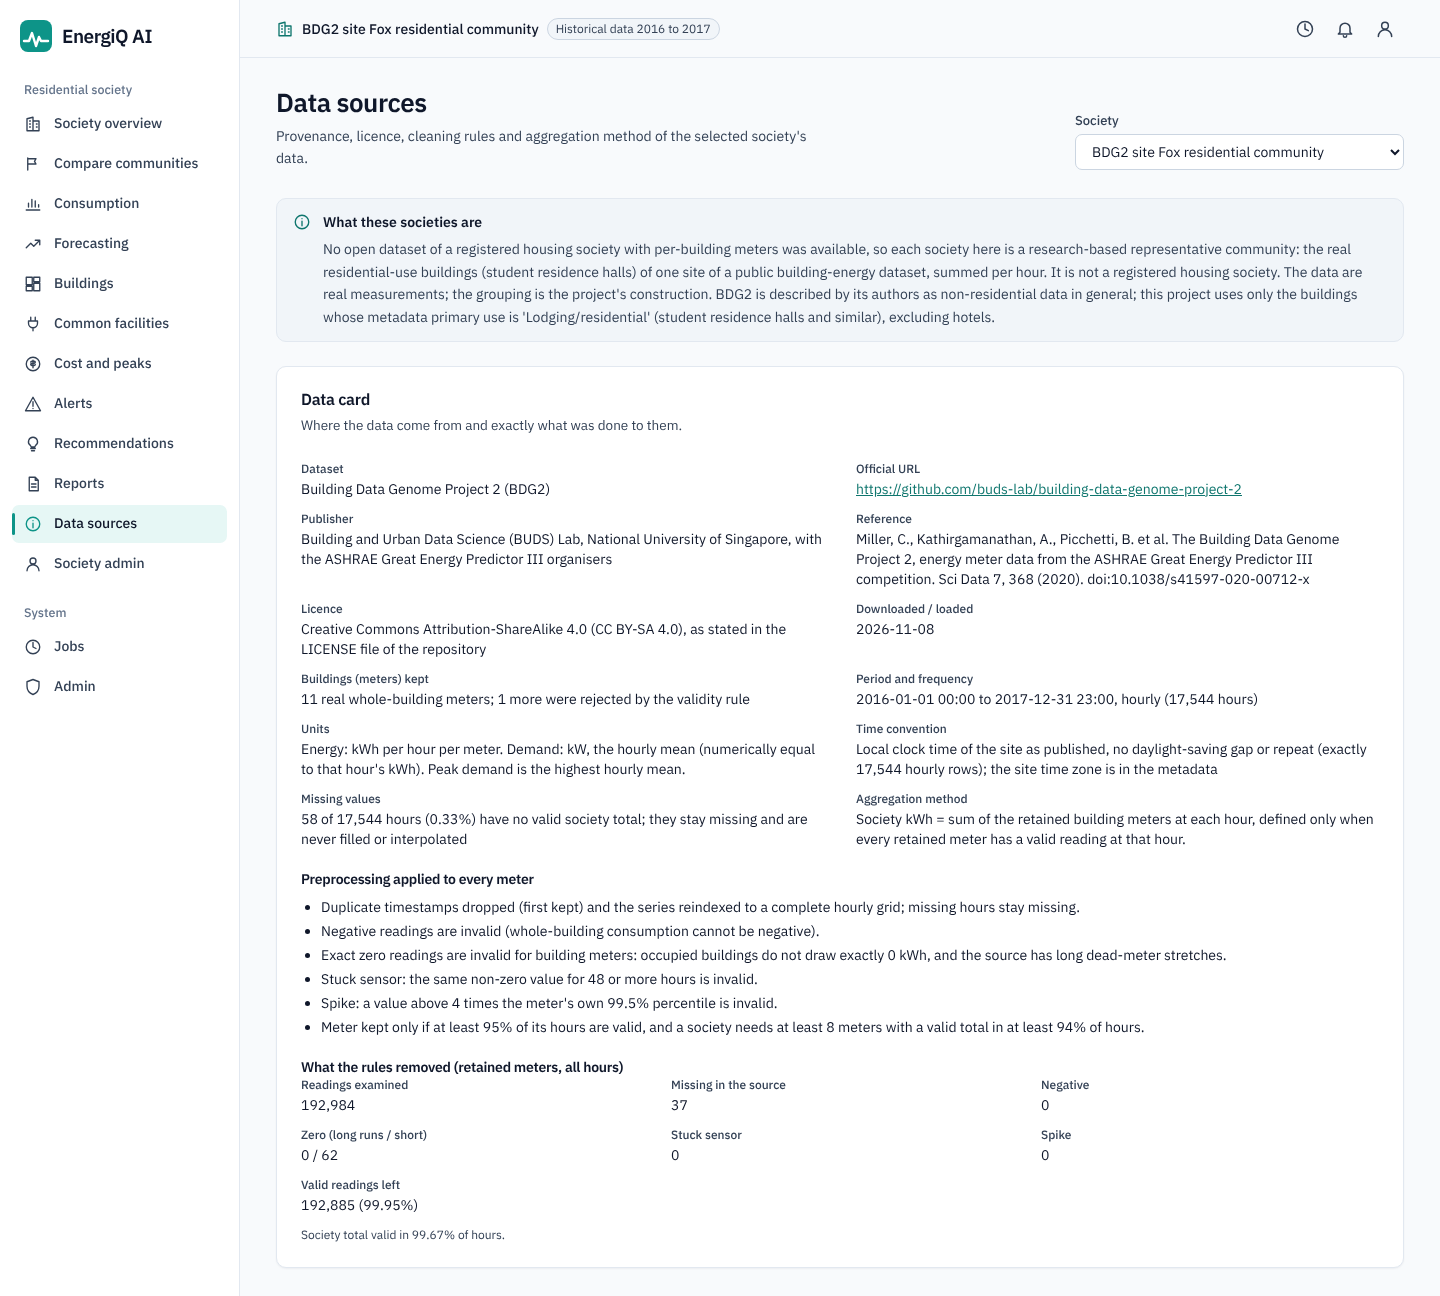 EnergiQ AI
Residential society
Society overview
Compare communities
Consumption
Forecasting
Buildings
Common facilities
Cost and peaks
Alerts
Recommendations
Reports
Data sources
Society admin
System
Jobs
Admin
BDG2 site Fox residential community
Historical data 2016 to 2017
Data sources
Provenance, licence, cleaning rules and aggregation method of the selected society's
data.
Society
BDG2 site Fox residential community
What these societies are
No open dataset of a registered housing society with per-building meters was available, so each society here is a research-based representative community: the real
residential-use buildings (student residence halls) of one site of a public building-energy dataset, summed per hour. It is not a registered housing society. The data are
real measurements; the grouping is the project's construction. BDG2 is described by its authors as non-residential data in general; this project uses only the buildings
whose metadata primary use is 'Lodging/residential' (student residence halls and similar), excluding hotels.
Data card
Where the data come from and exactly what was done to them.
Dataset
Building Data Genome Project 2 (BDG2)
Official URL
https://github.com/buds-lab/building-data-genome-project-2
Publisher
Building and Urban Data Science (BUDS) Lab, National University of Singapore, with
the ASHRAE Great Energy Predictor III organisers
Reference
Miller, C., Kathirgamanathan, A., Picchetti, B. et al. The Building Data Genome
Project 2, energy meter data from the ASHRAE Great Energy Predictor III
competition. Sci Data 7, 368 (2020). doi:10.1038/s41597-020-00712-x
Licence
Creative Commons Attribution-ShareAlike 4.0 (CC BY-SA 4.0), as stated in the
LICENSE file of the repository
Downloaded / loaded
2026-11-08
Buildings (meters) kept
11 real whole-building meters; 1 more were rejected by the validity rule
Period and frequency
2016-01-01 00:00 to 2017-12-31 23:00, hourly (17,544 hours)
Units
Energy: kWh per hour per meter. Demand: kW, the hourly mean (numerically equal
to that hour's kWh). Peak demand is the highest hourly mean.
Time convention
Local clock time of the site as published, no daylight-saving gap or repeat (exactly
17,544 hourly rows); the site time zone is in the metadata
Missing values
58 of 17,544 hours (0.33%) have no valid society total; they stay missing and are
never filled or interpolated
Aggregation method
Society kWh = sum of the retained building meters at each hour, defined only when
every retained meter has a valid reading at that hour.
Preprocessing applied to every meter
• Duplicate timestamps dropped (first kept) and the series reindexed to a complete hourly grid; missing hours stay missing.
• Negative readings are invalid (whole-building consumption cannot be negative).
• Exact zero readings are invalid for building meters: occupied buildings do not draw exactly 0 kWh, and the source has long dead-meter stretches.
• Stuck sensor: the same non-zero value for 48 or more hours is invalid.
• Spike: a value above 4 times the meter's own 99.5% percentile is invalid.
• Meter kept only if at least 95% of its hours are valid, and a society needs at least 8 meters with a valid total in at least 94% of hours.
What the rules removed (retained meters, all hours)
Readings examined
192,984
Missing in the source
37
Negative
0
Zero (long runs / short)
0 / 62
Stuck sensor
0
Spike
0
Valid readings left
192,885 (99.95%)
Society total valid in 99.67% of hours.